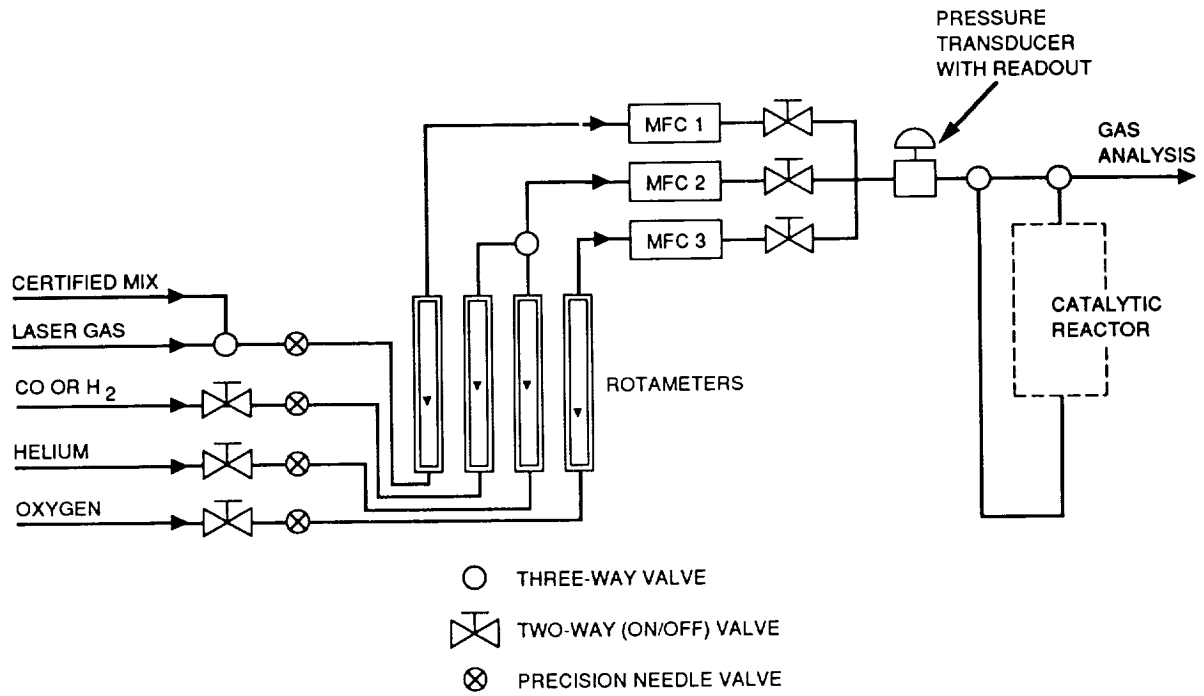 PRESSURE
TRANSDUCER
WITH READOUT
MFC 1
GAS
ANALYSIS
MFC 2
MFC 3
CERTIFIED MIX
LASER GAS
CATALYTIC
REACTOR
CO OR H2
ROTAMETERS
HELIUM
OXYGEN
THREE-WAY VALVE
TWO-WAY (ON/OFF) VALVE
PRECISION NEEDLE VALVE